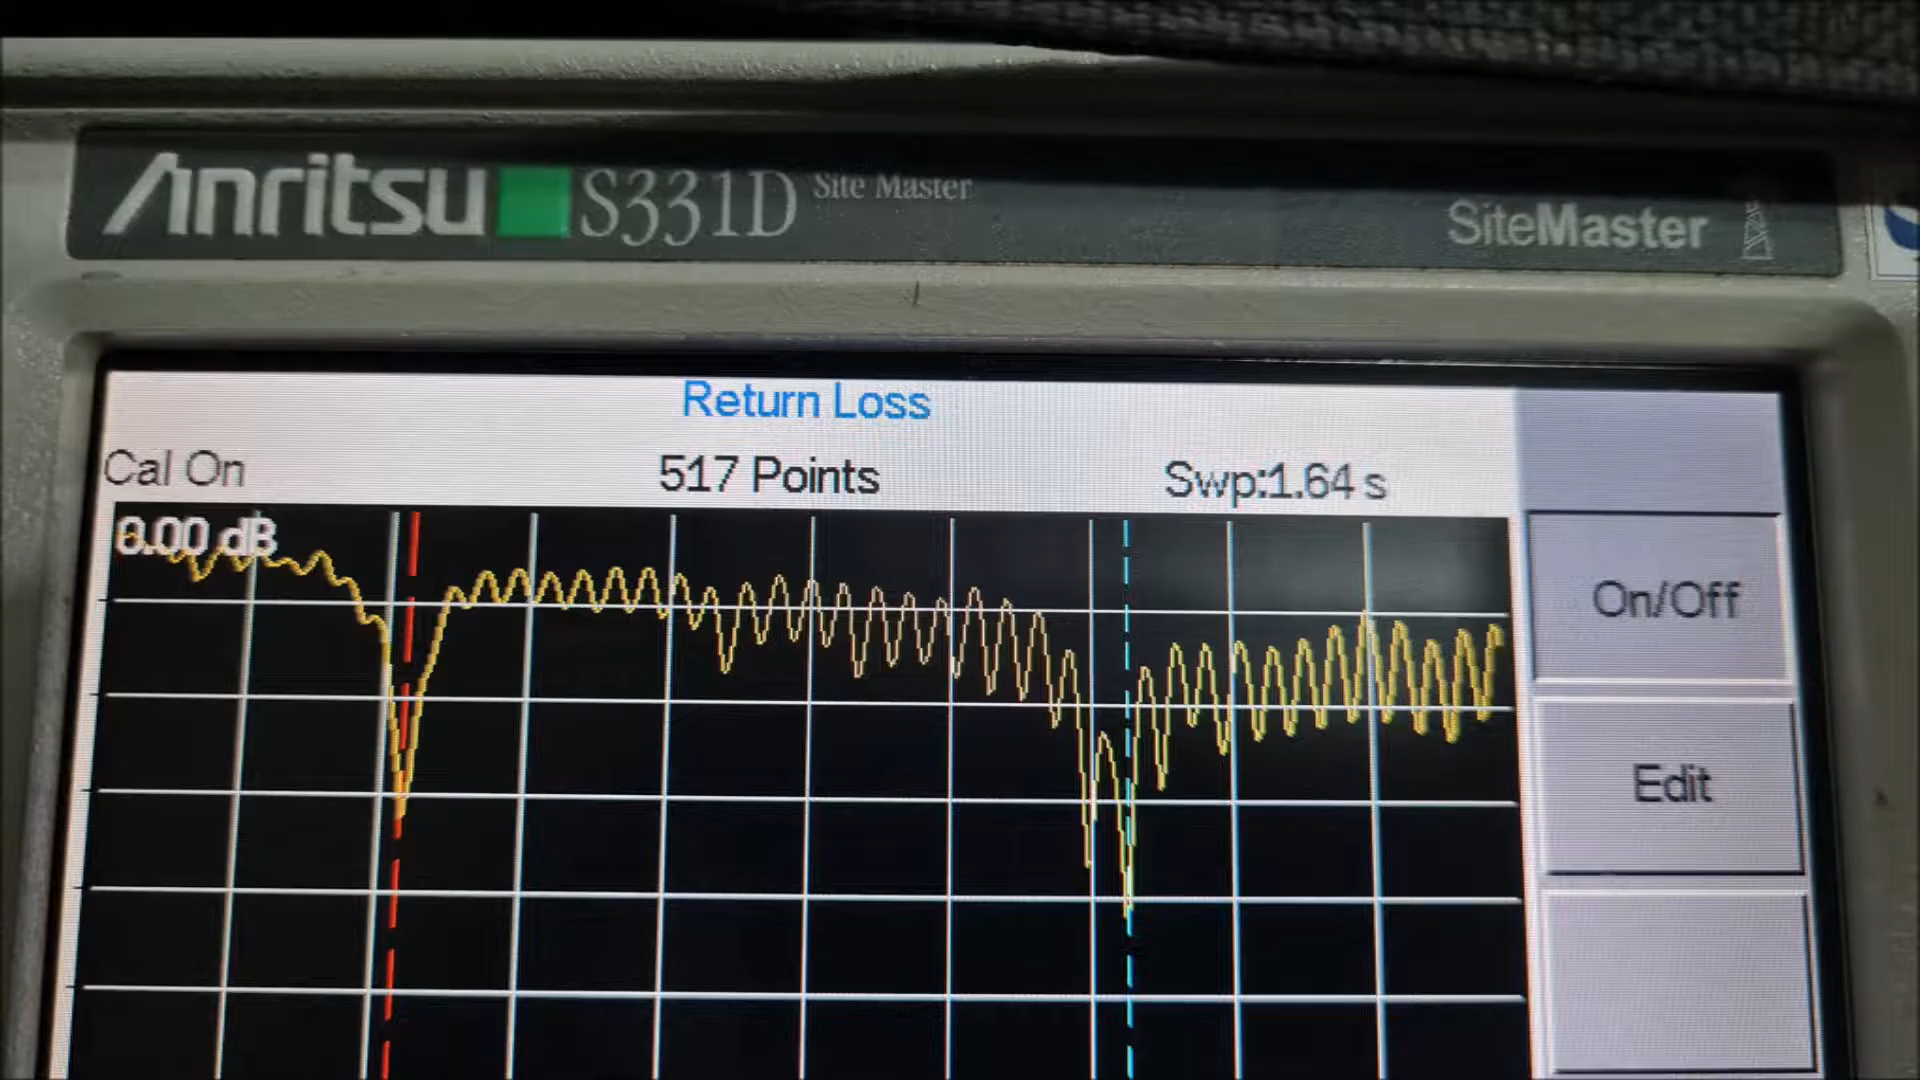 Anritsu S331D Site Master SiteMaster
Return Loss
Cal On 517 Points Swp:1.64 s
0.00 dB
On/Off
Edit